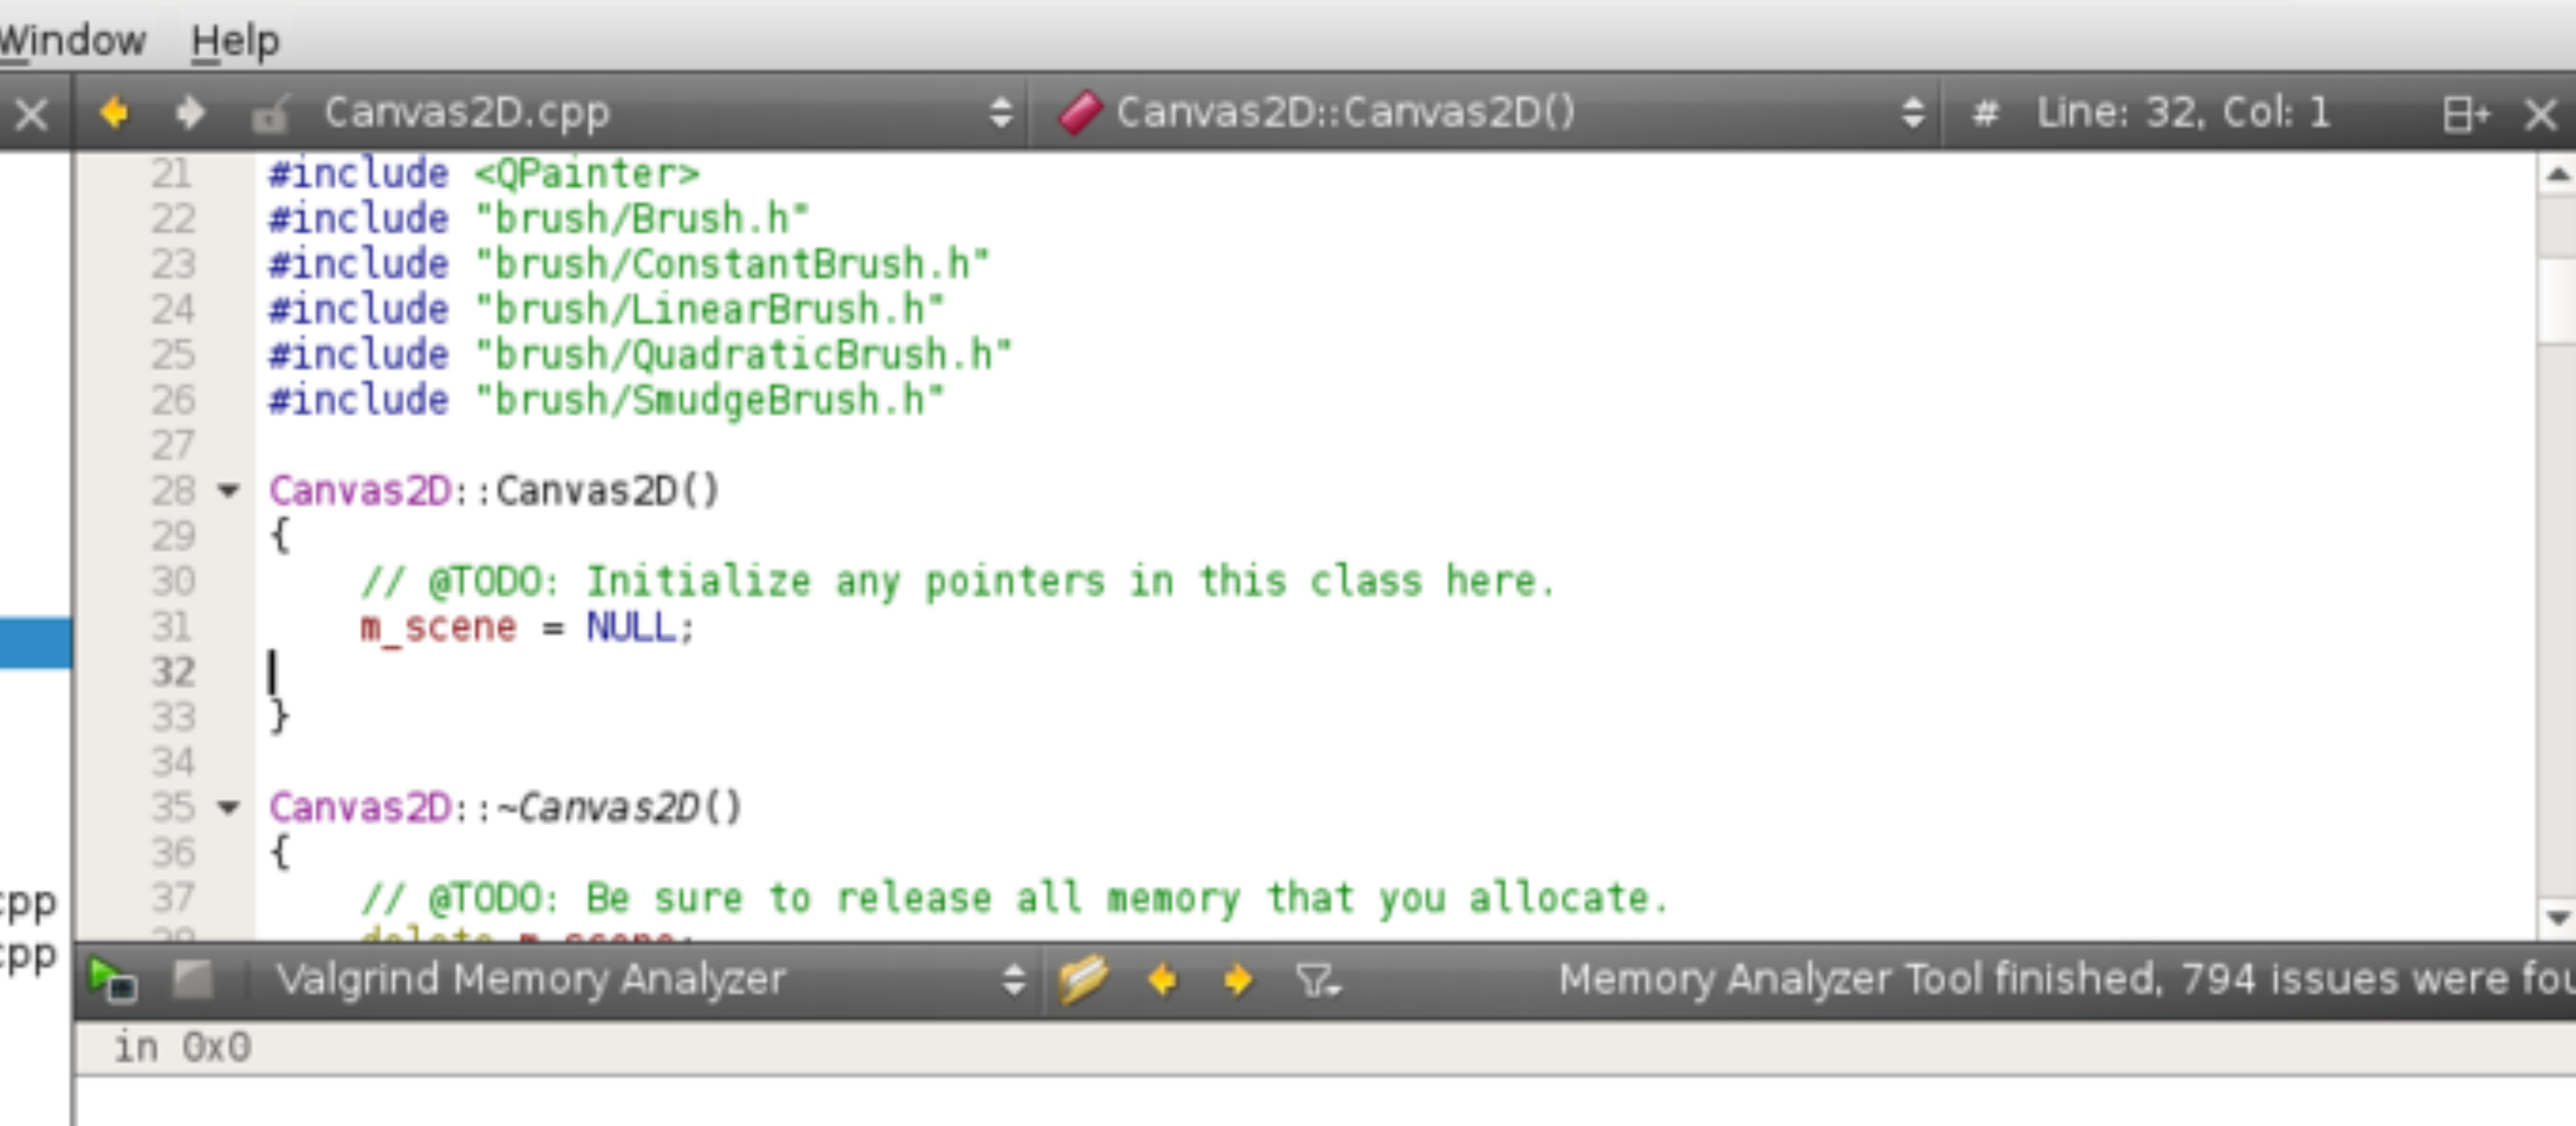 Window Help
Canvas2D.cpp Canvas2D::Canvas2D() # Line: 32, Col: 1
21 #include <QPainter>
22 #include "brush/Brush.h"
23 #include "brush/ConstantBrush.h"
24 #include "brush/LinearBrush.h"
25 #include "brush/QuadraticBrush.h"
26 #include "brush/SmudgeBrush.h"
27
28 Canvas2D::Canvas2D()
29 {
30 // @TODO: Initialize any pointers in this class here.
31 m_scene = NULL;
32
33 }
34
35 Canvas2D::~Canvas2D()
36 {
37 // @TODO: Be sure to release all memory that you allocate.
38 delete m_scene;
cpp
cpp
Valgrind Memory Analyzer Memory Analyzer Tool finished, 794 issues were fou
in 0x0